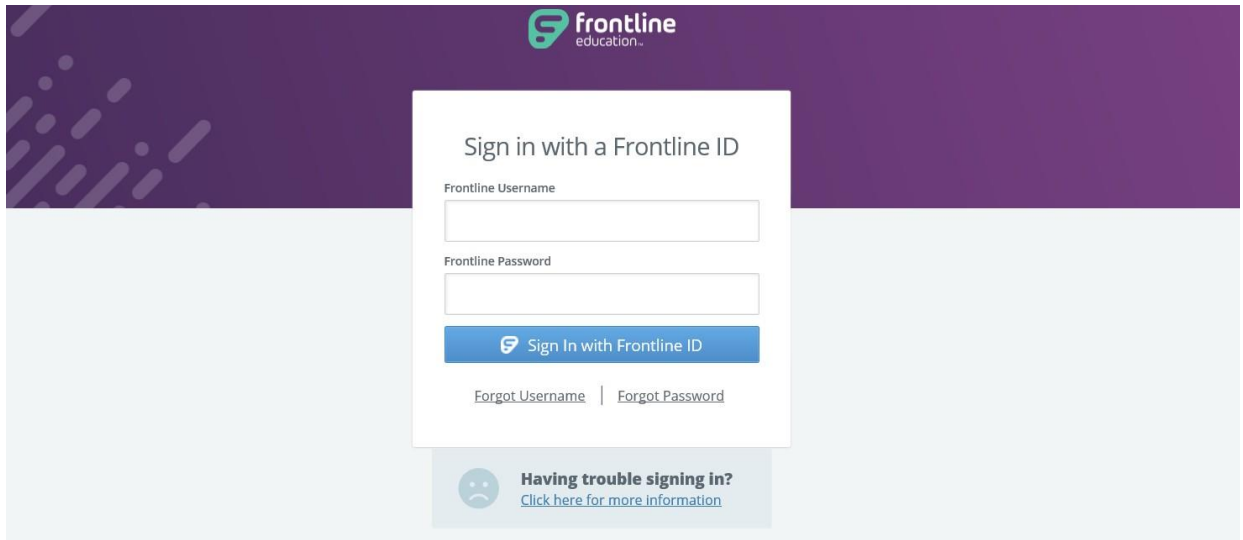 frontline
education™
Sign in with a Frontline ID
Frontline Username
Frontline Password
Sign In with Frontline ID
Forgot Username | Forgot Password
Having trouble signing in?
Click here for more information